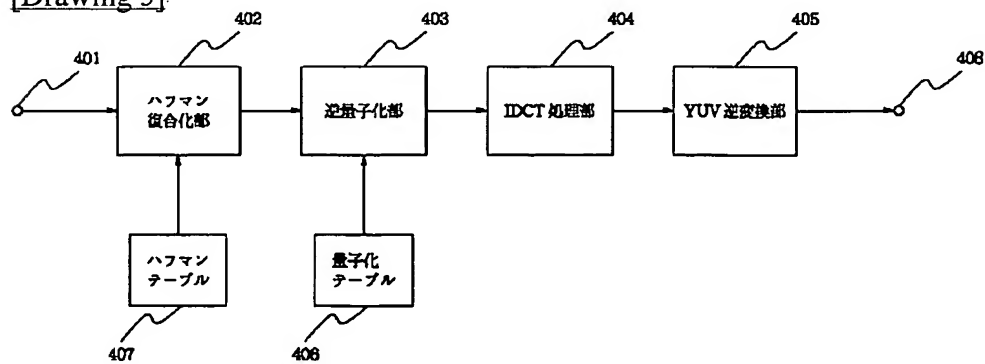 [Drawing 5]
402
403
404
405
401
408
ハフマン
復合化部
逆量子化部
IDCT 処理部
YUV 逆変換部
ハフマン
テーブル
量子化
テーブル
407
406